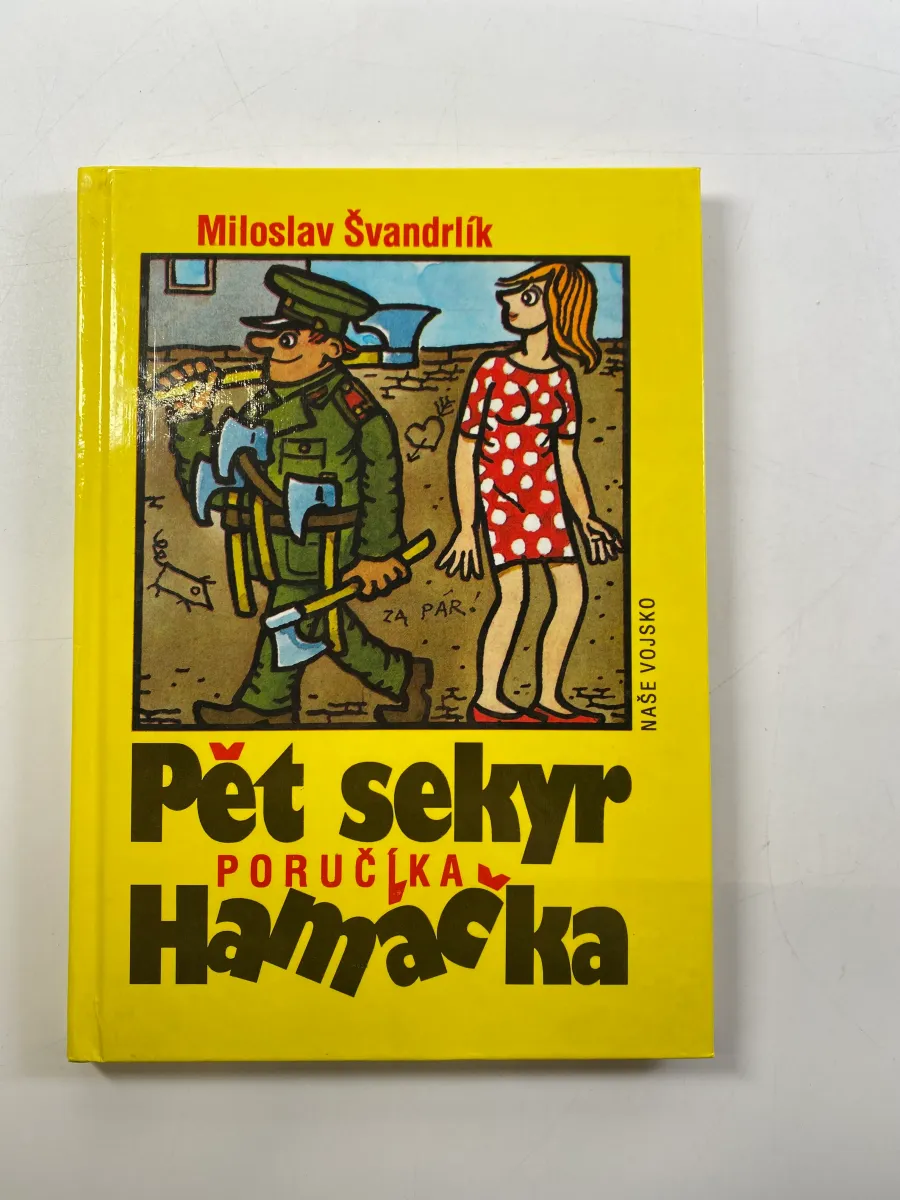 Miloslav Švandrlík
ZA PÁR!
NAŠE VOJSKO
Pět sekyr
PORUČÍKA
Hamáčka